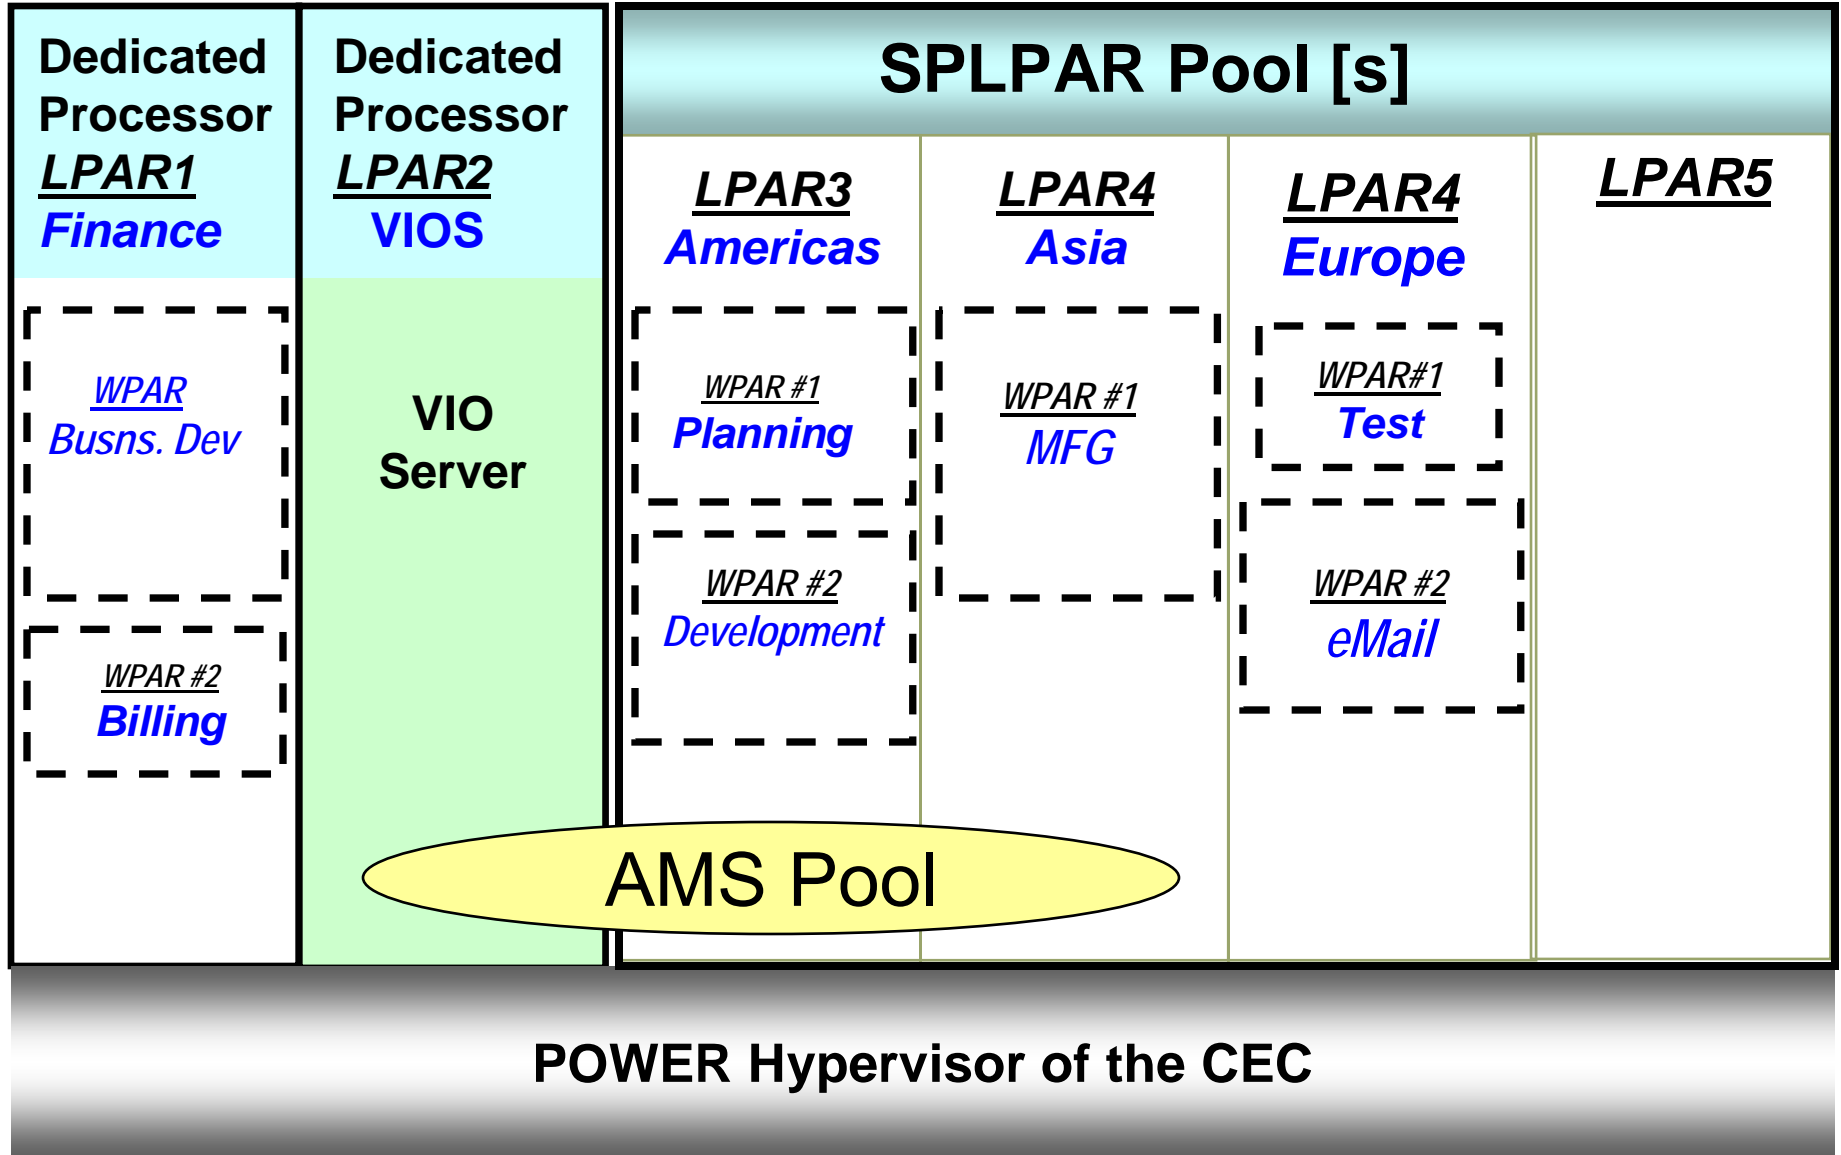 Dedicated
Processor
LPAR1
Finance
WPAR
Busns. Dev
WPAR #2
Billing
Dedicated
Processor
LPAR2
VIOS
VIO
Server
SPLPAR Pool [s]
LPAR3
Americas
WPAR #1
Planning
WPAR #2
Development
LPAR4
Asia
WPAR #1
MFG
LPAR4
Europe
WPAR#1
Test
WPAR #2
eMail
LPAR5
AMS Pool
POWER Hypervisor of the CEC